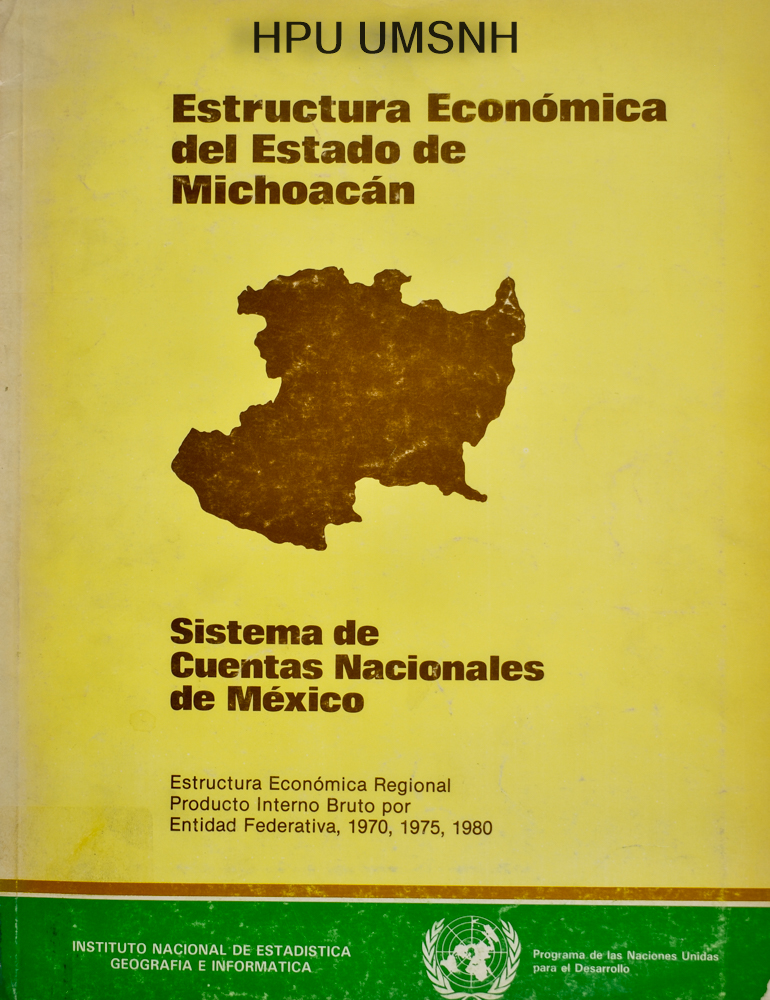 HPU UMSNH
Estructura Económica
del Estado de
Michoacán
Sistema de
Cuentas Nacionales
de México
Estructura Económica Regional
Producto Interno Bruto por
Entidad Federativa, 1970, 1975, 1980
INSTITUTO NACIONAL DE ESTADISTICA
GEOGRAFIA E INFORMATICA
Programa de las Naciones Unidas
para el Desarrollo